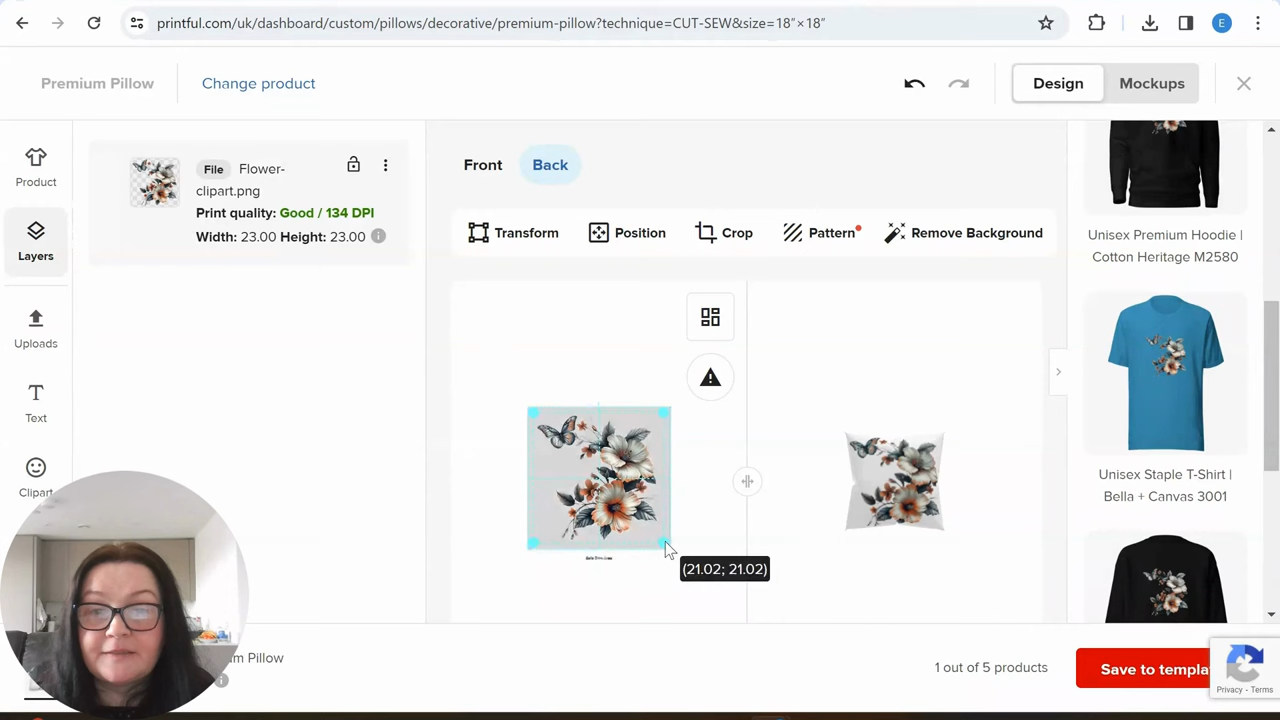 printful.com/uk/dashboard/custom/pillows/decorative/premium-pillow?technique=CUT-SEW&size=18"×18"
E
Premium Pillow
Change product
Design
Mockups
Product
Layers
Uploads
Text
Clipart
File Flower-
clipart.png
Print quality: Good / 134 DPI
Width: 23.00 Height: 23.00
Front
Back
Transform
Position
Crop
Pattern
Remove Background
(21.02; 21.02)
Unisex Premium Hoodie |
Cotton Heritage M2580
Unisex Staple T-Shirt |
Bella + Canvas 3001
m Pillow
1 out of 5 products
Save to templa
Privacy - Terms